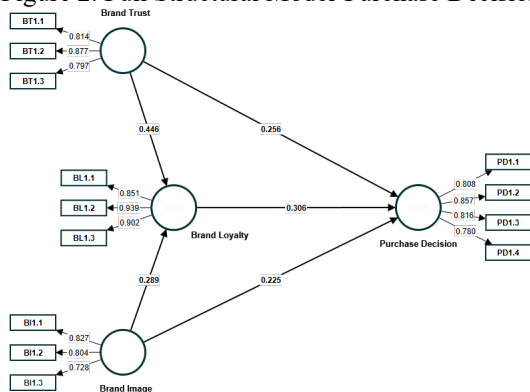 Figure 2. Full Structural Model Purchase Decision
Brand Trust
BT1.1
0.814
BT1.2
0.877
BT1.3
0.797
0.446
0.256
BL1.1
0.851
BL1.2
0.939
BL1.3
0.902
Brand Loyalty
0.306
PD1.1
0.808
PD1.2
0.857
PD1.3
0.816
PD1.4
0.780
Purchase Decision
0.289
0.225
BI1.1
0.827
BI1.2
0.804
BI1.3
0.728
Brand Image